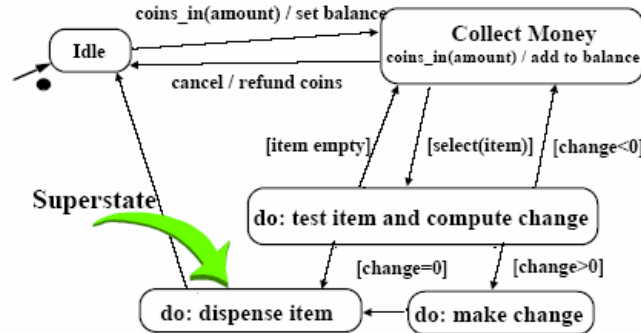 coins_in(amount) / set balance
Idle
Collect Money
coins_in(amount) / add to balance
cancel / refund coins
[item empty]
[select(item)]
[change<0]
Superstate
do: test item and compute change
[change=0]
[change>0]
do: dispense item
do: make change